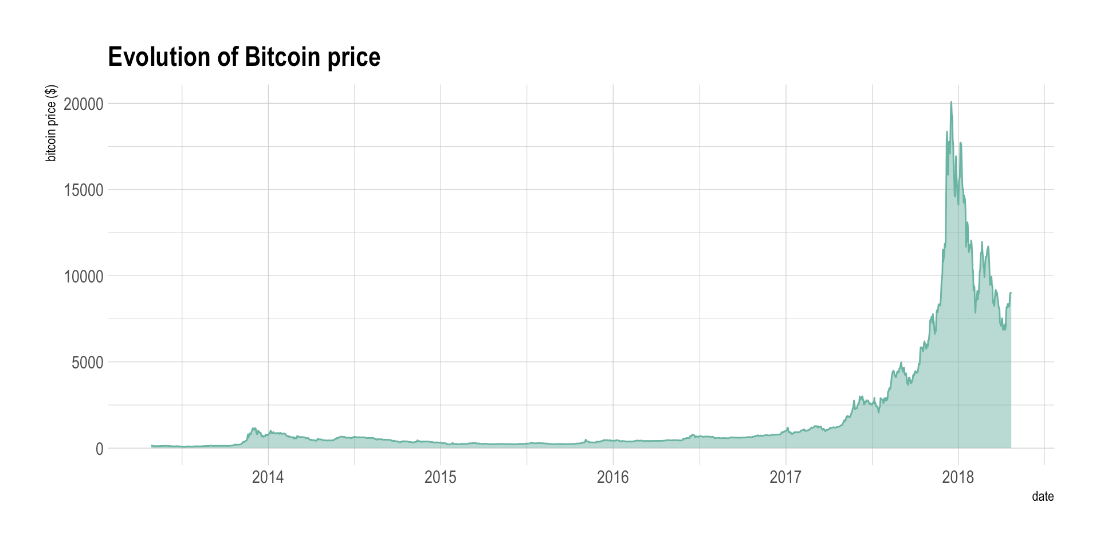 Evolution of Bitcoin price
bitcoin price ($)
20000
15000
10000
5000
0
2014 2015 2016 2017 2018
date